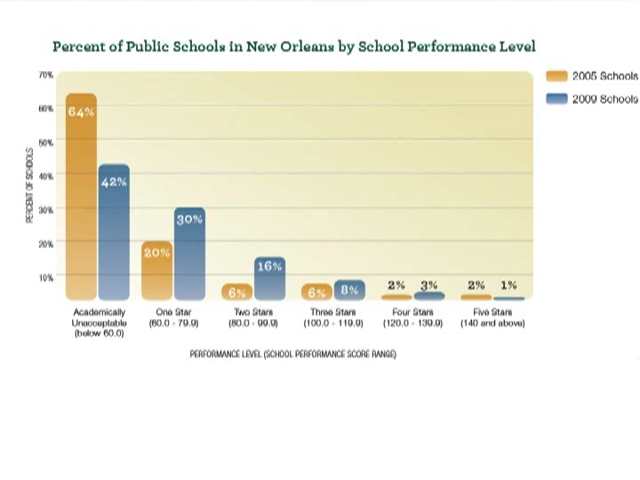 Percent of Public Schools in New Orleans by School Performance Level
2005 Schools
2009 Schools
70%
60%
50%
40%
30%
20%
10%
PERCENT OF SCHOOLS
64%
42%
20%
30%
6%
16%
6%
8%
2%
3%
2%
1%
Academically
Unacceptable
(below 60.0)
One Star
(60.0 - 79.9)
Two Stars
(80.0 - 99.9)
Three Stars
(100.0 - 119.9)
Four Stars
(120.0 - 139.9)
Five Stars
(140 and above)
PERFORMANCE LEVEL (SCHOOL PERFORMANCE SCORE RANGE)